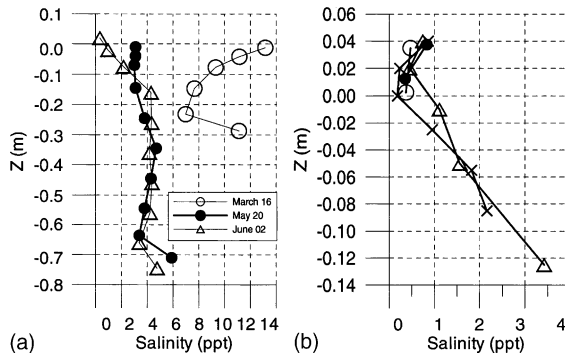 0.1
0.0
-0.1
-0.2
-0.3
-0.4
-0.5
-0.6
-0.7
-0.8
Z (m)
March 16
May 20
June 02
0 2 4 6 8 10 12 14
(a) Salinity (ppt)
0.06
0.04
0.02
0.00
-0.02
-0.04
-0.06
-0.08
-0.10
-0.12
-0.14
Z (m)
0 1 2 3 4
(b) Salinity (ppt)